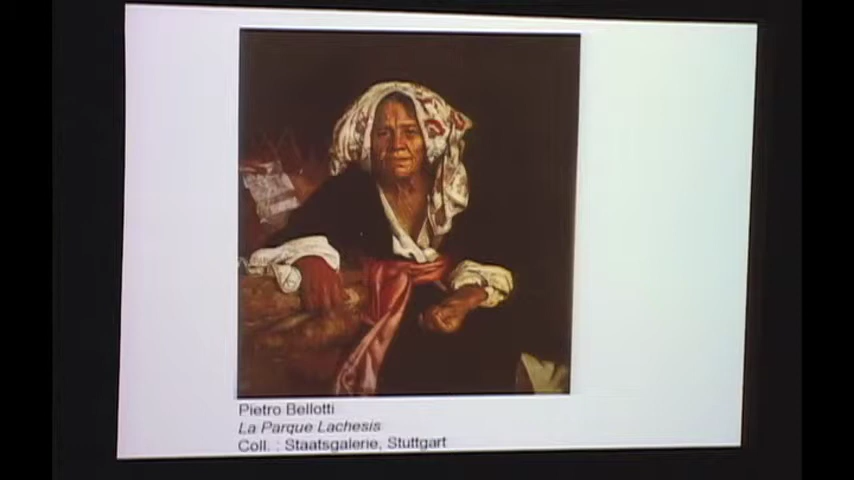 Pietro Bellotti
La Parque Lachesis
Coll. : Staatsgalerie, Stuttgart